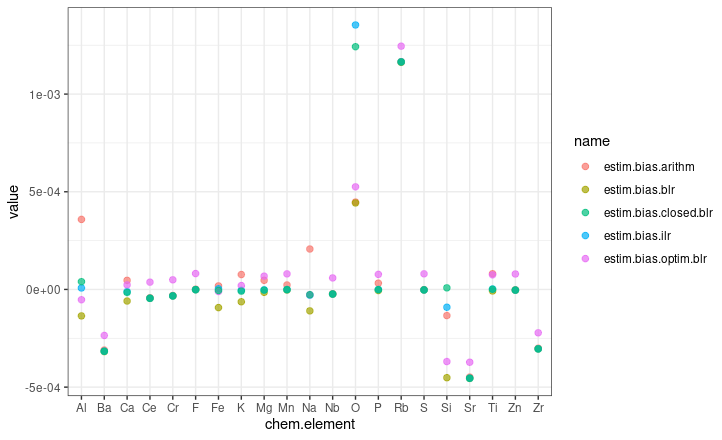 1e-03
5e-04
0e+00
-5e-04
value
Al Ba Ca Ce Cr F Fe K Mg Mn Na Nb O P Rb S Si Sr Ti Zn Zr
chem.element
name
estim.bias.arithm
estim.bias.blr
estim.bias.closed.blr
estim.bias.ilr
estim.bias.optim.blr